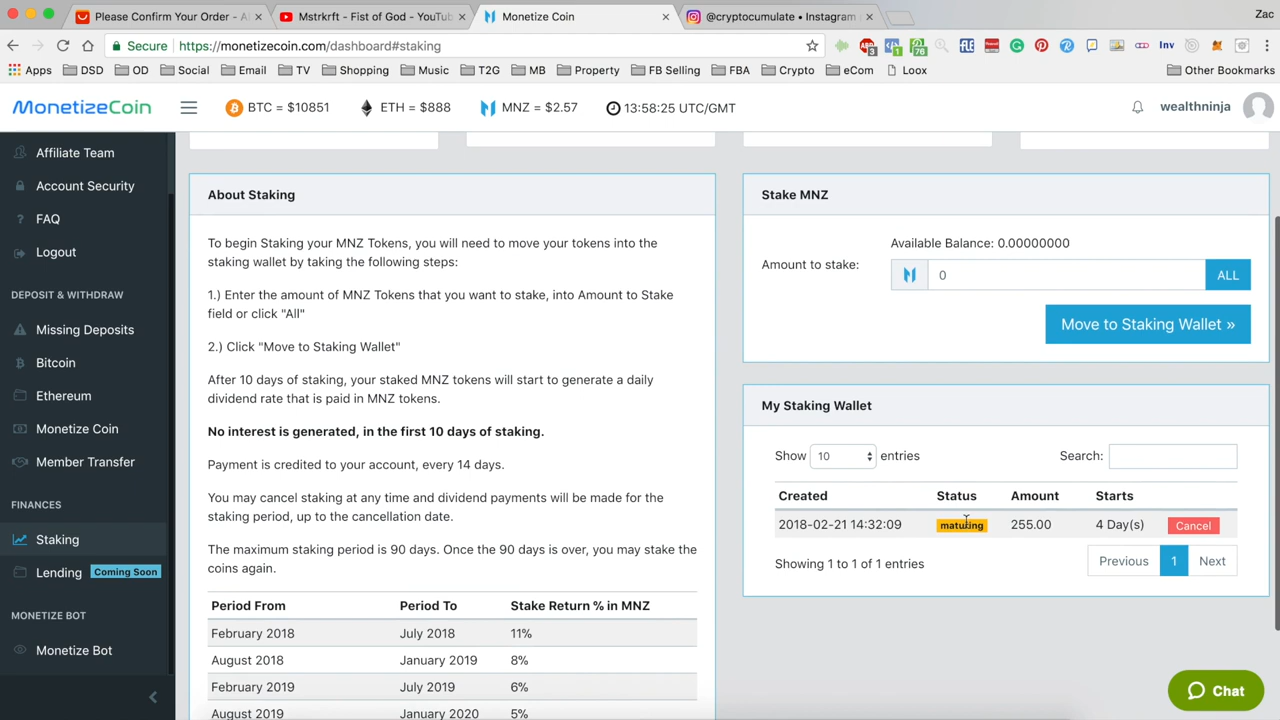 Please Confirm Your Order - Al
Mstrkrft - Fist of God - YouTub
Monetize Coin
@cryptocumulate • Instagram
Zac
Secure
https://monetizecoin.com/dashboard#staking
Apps DSD OD Social Email TV Shopping Music T2G MB Property FB Selling FBA Crypto eCom Loox Other Bookmarks
MonetizeCoin
BTC = $10851
ETH = $888
MNZ = $2.57
13:58:25 UTC/GMT
wealthninja
Affiliate Team
Account Security
FAQ
Logout
DEPOSIT & WITHDRAW
Missing Deposits
Bitcoin
Ethereum
Monetize Coin
Member Transfer
FINANCES
Staking
Lending Coming Soon
MONETIZE BOT
Monetize Bot
About Staking
To begin Staking your MNZ Tokens, you will need to move your tokens into the
staking wallet by taking the following steps:
1.) Enter the amount of MNZ Tokens that you want to stake, into Amount to Stake
field or click "All"
2.) Click "Move to Staking Wallet"
After 10 days of staking, your staked MNZ tokens will start to generate a daily
dividend rate that is paid in MNZ tokens.
No interest is generated, in the first 10 days of staking.
Payment is credited to your account, every 14 days.
You may cancel staking at any time and dividend payments will be made for the
staking period, up to the cancellation date.
The maximum staking period is 90 days. Once the 90 days is over, you may stake the
coins again.
Period From Period To Stake Return % in MNZ
February 2018 July 2018 11%
August 2018 January 2019 8%
February 2019 July 2019 6%
August 2019 January 2020 5%
Stake MNZ
Available Balance: 0.00000000
Amount to stake:
0
ALL
Move to Staking Wallet »
My Staking Wallet
Show 10 entries
Search:
Created Status Amount Starts
2018-02-21 14:32:09 maturing 255.00 4 Day(s) Cancel
Showing 1 to 1 of 1 entries
Previous 1 Next
Chat